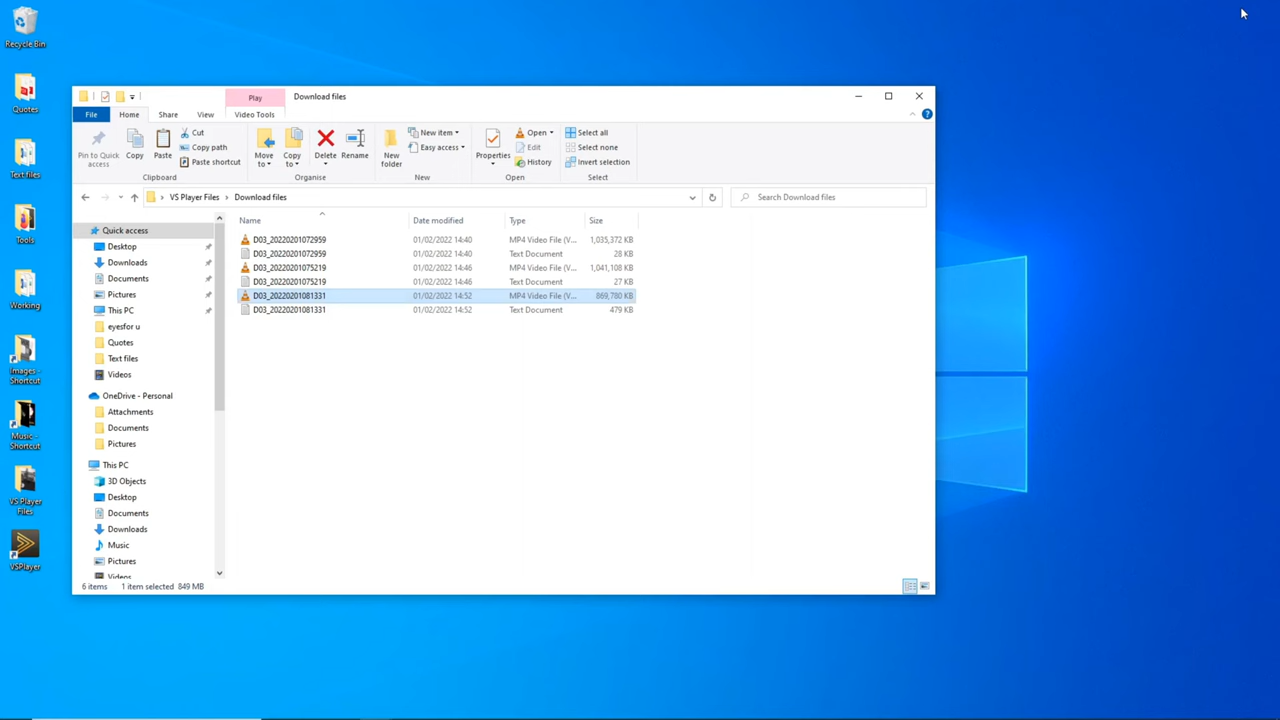 Recycle Bin
Quotes
Text files
Tools
Working
Images -
Shortcut
Music -
Shortcut
VS Player
Files
VSPlayer
Play
Download files
File
Home
Share
View
Video Tools
Pin to Quick
access
Copy
Paste
Cut
Copy path
Paste shortcut
Clipboard
Move
to
Copy
to
Delete
Rename
Organise
New
folder
New item
Easy access
New
Properties
Open
Edit
History
Open
Select all
Select none
Invert selection
Select
VS Player Files > Download files
Search Download files
Name Date modified Type Size
D03_20220201072959 01/02/2022 14:40 MP4 Video File (V... 1,035,372 KB
D03_20220201072959 01/02/2022 14:40 Text Document 28 KB
D03_20220201075219 01/02/2022 14:46 MP4 Video File (V... 1,041,108 KB
D03_20220201075219 01/02/2022 14:46 Text Document 27 KB
D03_20220201081331 01/02/2022 14:52 MP4 Video File (V... 869,780 KB
D03_20220201081331 01/02/2022 14:52 Text Document 479 KB
Quick access
Desktop
Downloads
Documents
Pictures
This PC
eyesfor u
Quotes
Text files
Videos
OneDrive - Personal
Attachments
Documents
Pictures
This PC
3D Objects
Desktop
Documents
Downloads
Music
Pictures
Videos
6 items 1 item selected 849 MB